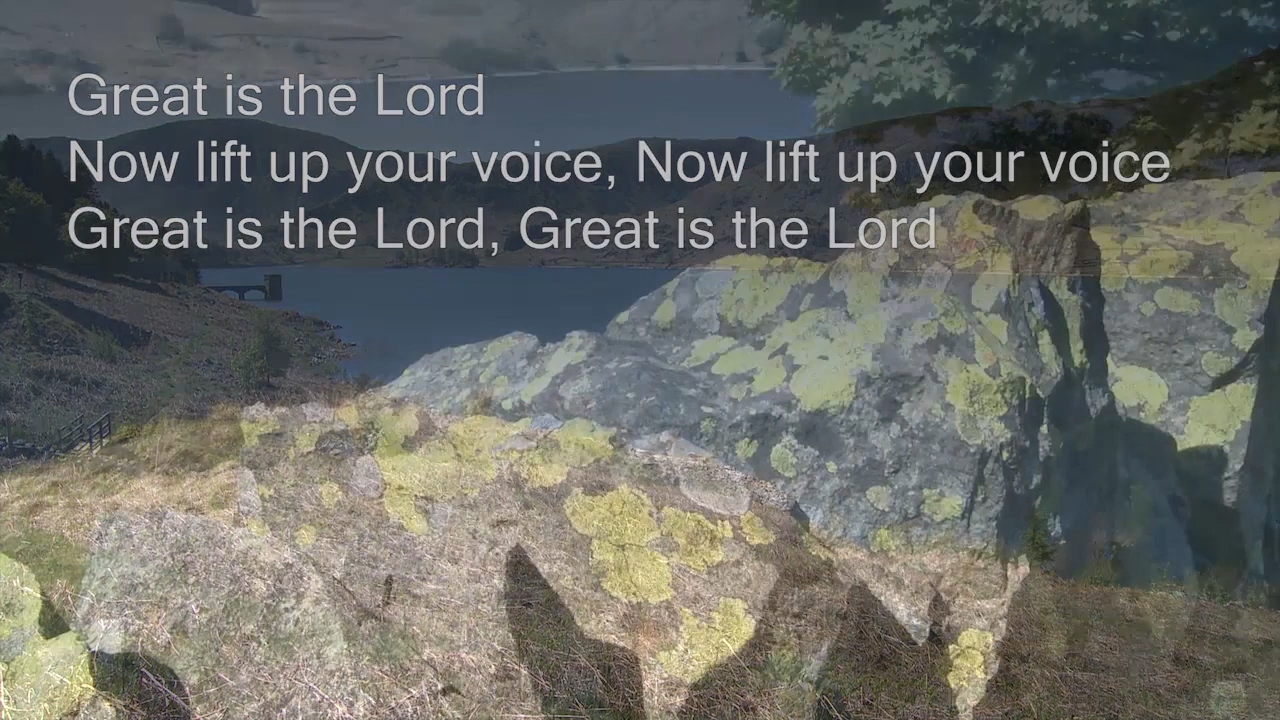 Great is the Lord
Now lift up your voice, Now lift up your voice
Great is the Lord, Great is the Lord